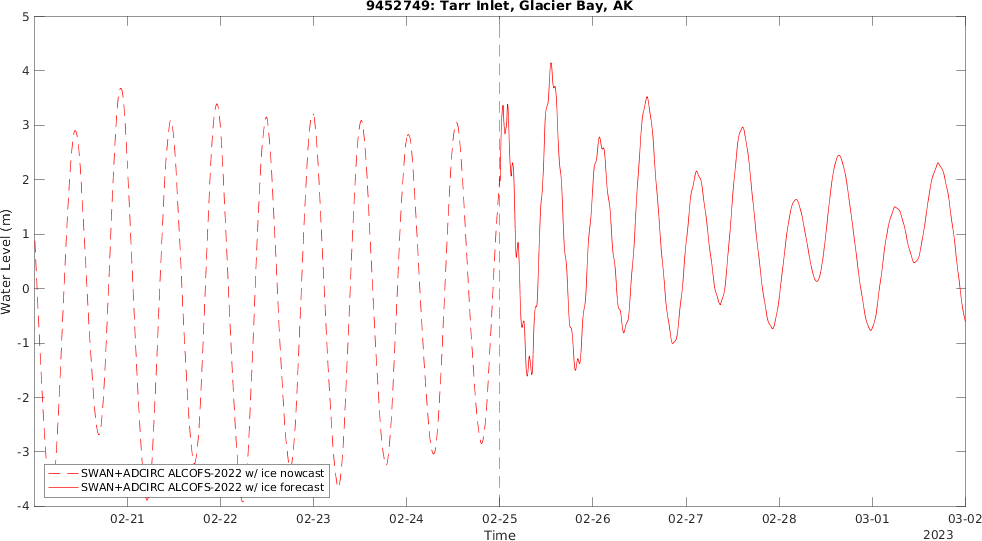 9452749: Tarr Inlet, Glacier Bay, AK
5
4
3
2
1
0
-1
-2
-3
-4
Water Level (m)
SWAN+ADCIRC ALCOFS-2022 w/ ice nowcast
SWAN+ADCIRC ALCOFS-2022 w/ ice forecast
02-21 02-22 02-23 02-24 02-25 02-26 02-27 02-28 03-01 03-02
Time
2023